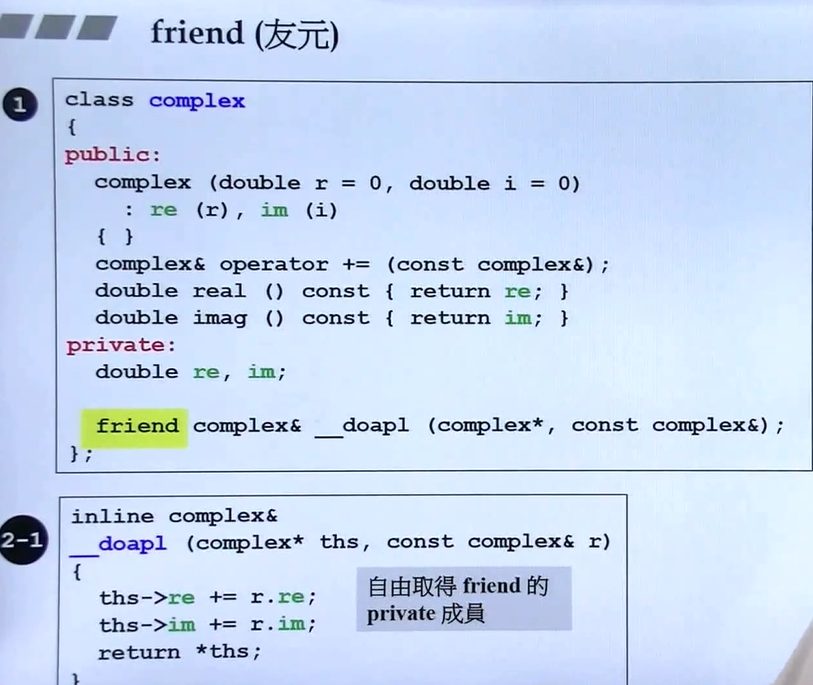 friend (友元)
1
class complex
{
public:
complex (double r = 0, double i = 0)
: re (r), im (i)
{ }
complex& operator += (const complex&);
double real () const { return re; }
double imag () const { return im; }
private:
double re, im;
friend complex& __doapl (complex*, const complex&);
};
2-1
inline complex&
__doapl (complex* ths, const complex& r)
{
ths->re += r.re;
ths->im += r.im;
return *ths;
}
自由取得 friend 的
private 成員